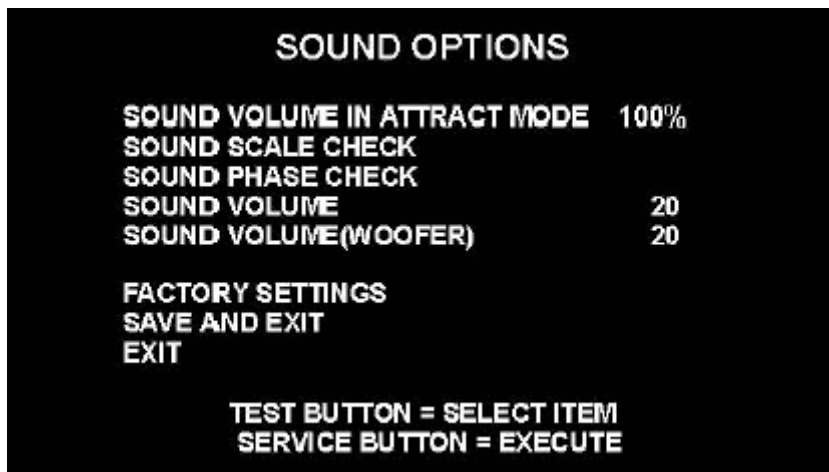 SOUND OPTIONS
SOUND VOLUME IN ATTRACT MODE 100%
SOUND SCALE CHECK
SOUND PHASE CHECK
SOUND VOLUME 20
SOUND VOLUME(WOOFER) 20
FACTORY SETTINGS
SAVE AND EXIT
EXIT
TEST BUTTON = SELECT ITEM
SERVICE BUTTON = EXECUTE